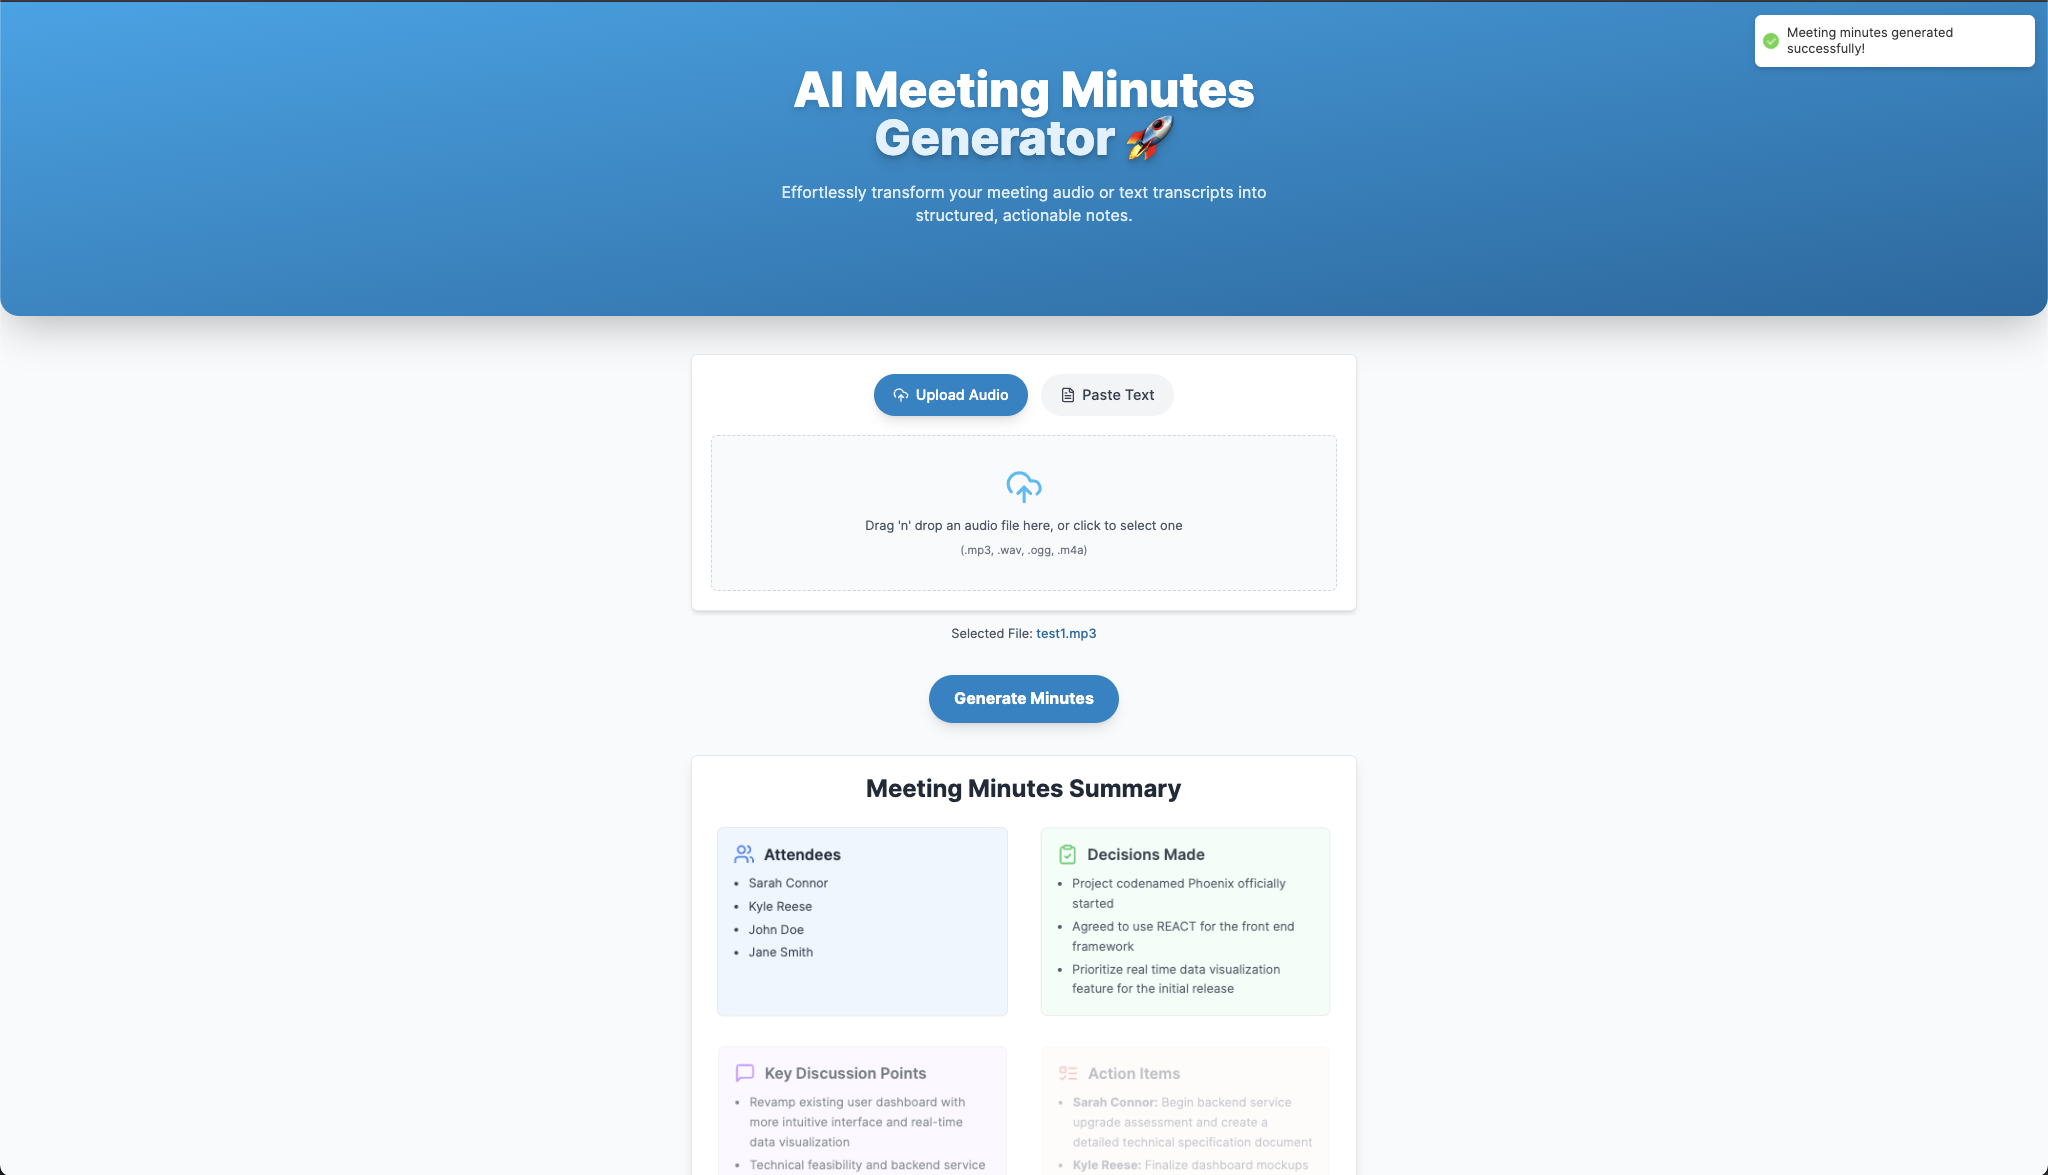 Meeting minutes generated
successfully!
AI Meeting Minutes
Generator 🚀
Effortlessly transform your meeting audio or text transcripts into
structured, actionable notes.
Upload Audio
Paste Text
Drag 'n' drop an audio file here, or click to select one
(.mp3, .wav, .ogg, .m4a)
Selected File: test1.mp3
Generate Minutes
Meeting Minutes Summary
Attendees
• Sarah Connor
• Kyle Reese
• John Doe
• Jane Smith
Decisions Made
• Project codenamed Phoenix officially
started
• Agreed to use REACT for the front end
framework
• Prioritize real time data visualization
feature for the initial release
Key Discussion Points
• Revamp existing user dashboard with
more intuitive interface and real-time
data visualization
• Technical feasibility and backend service
Action Items
• Sarah Connor: Begin backend service
upgrade assessment and create a
detailed technical specification document
• Kyle Reese: Finalize dashboard mockups